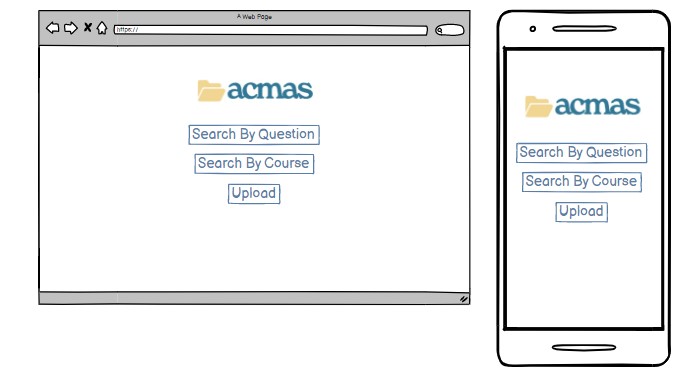 A Web Page
https://
acmas
Search By Question
Search By Course
Upload
acmas
Search By Question
Search By Course
Upload